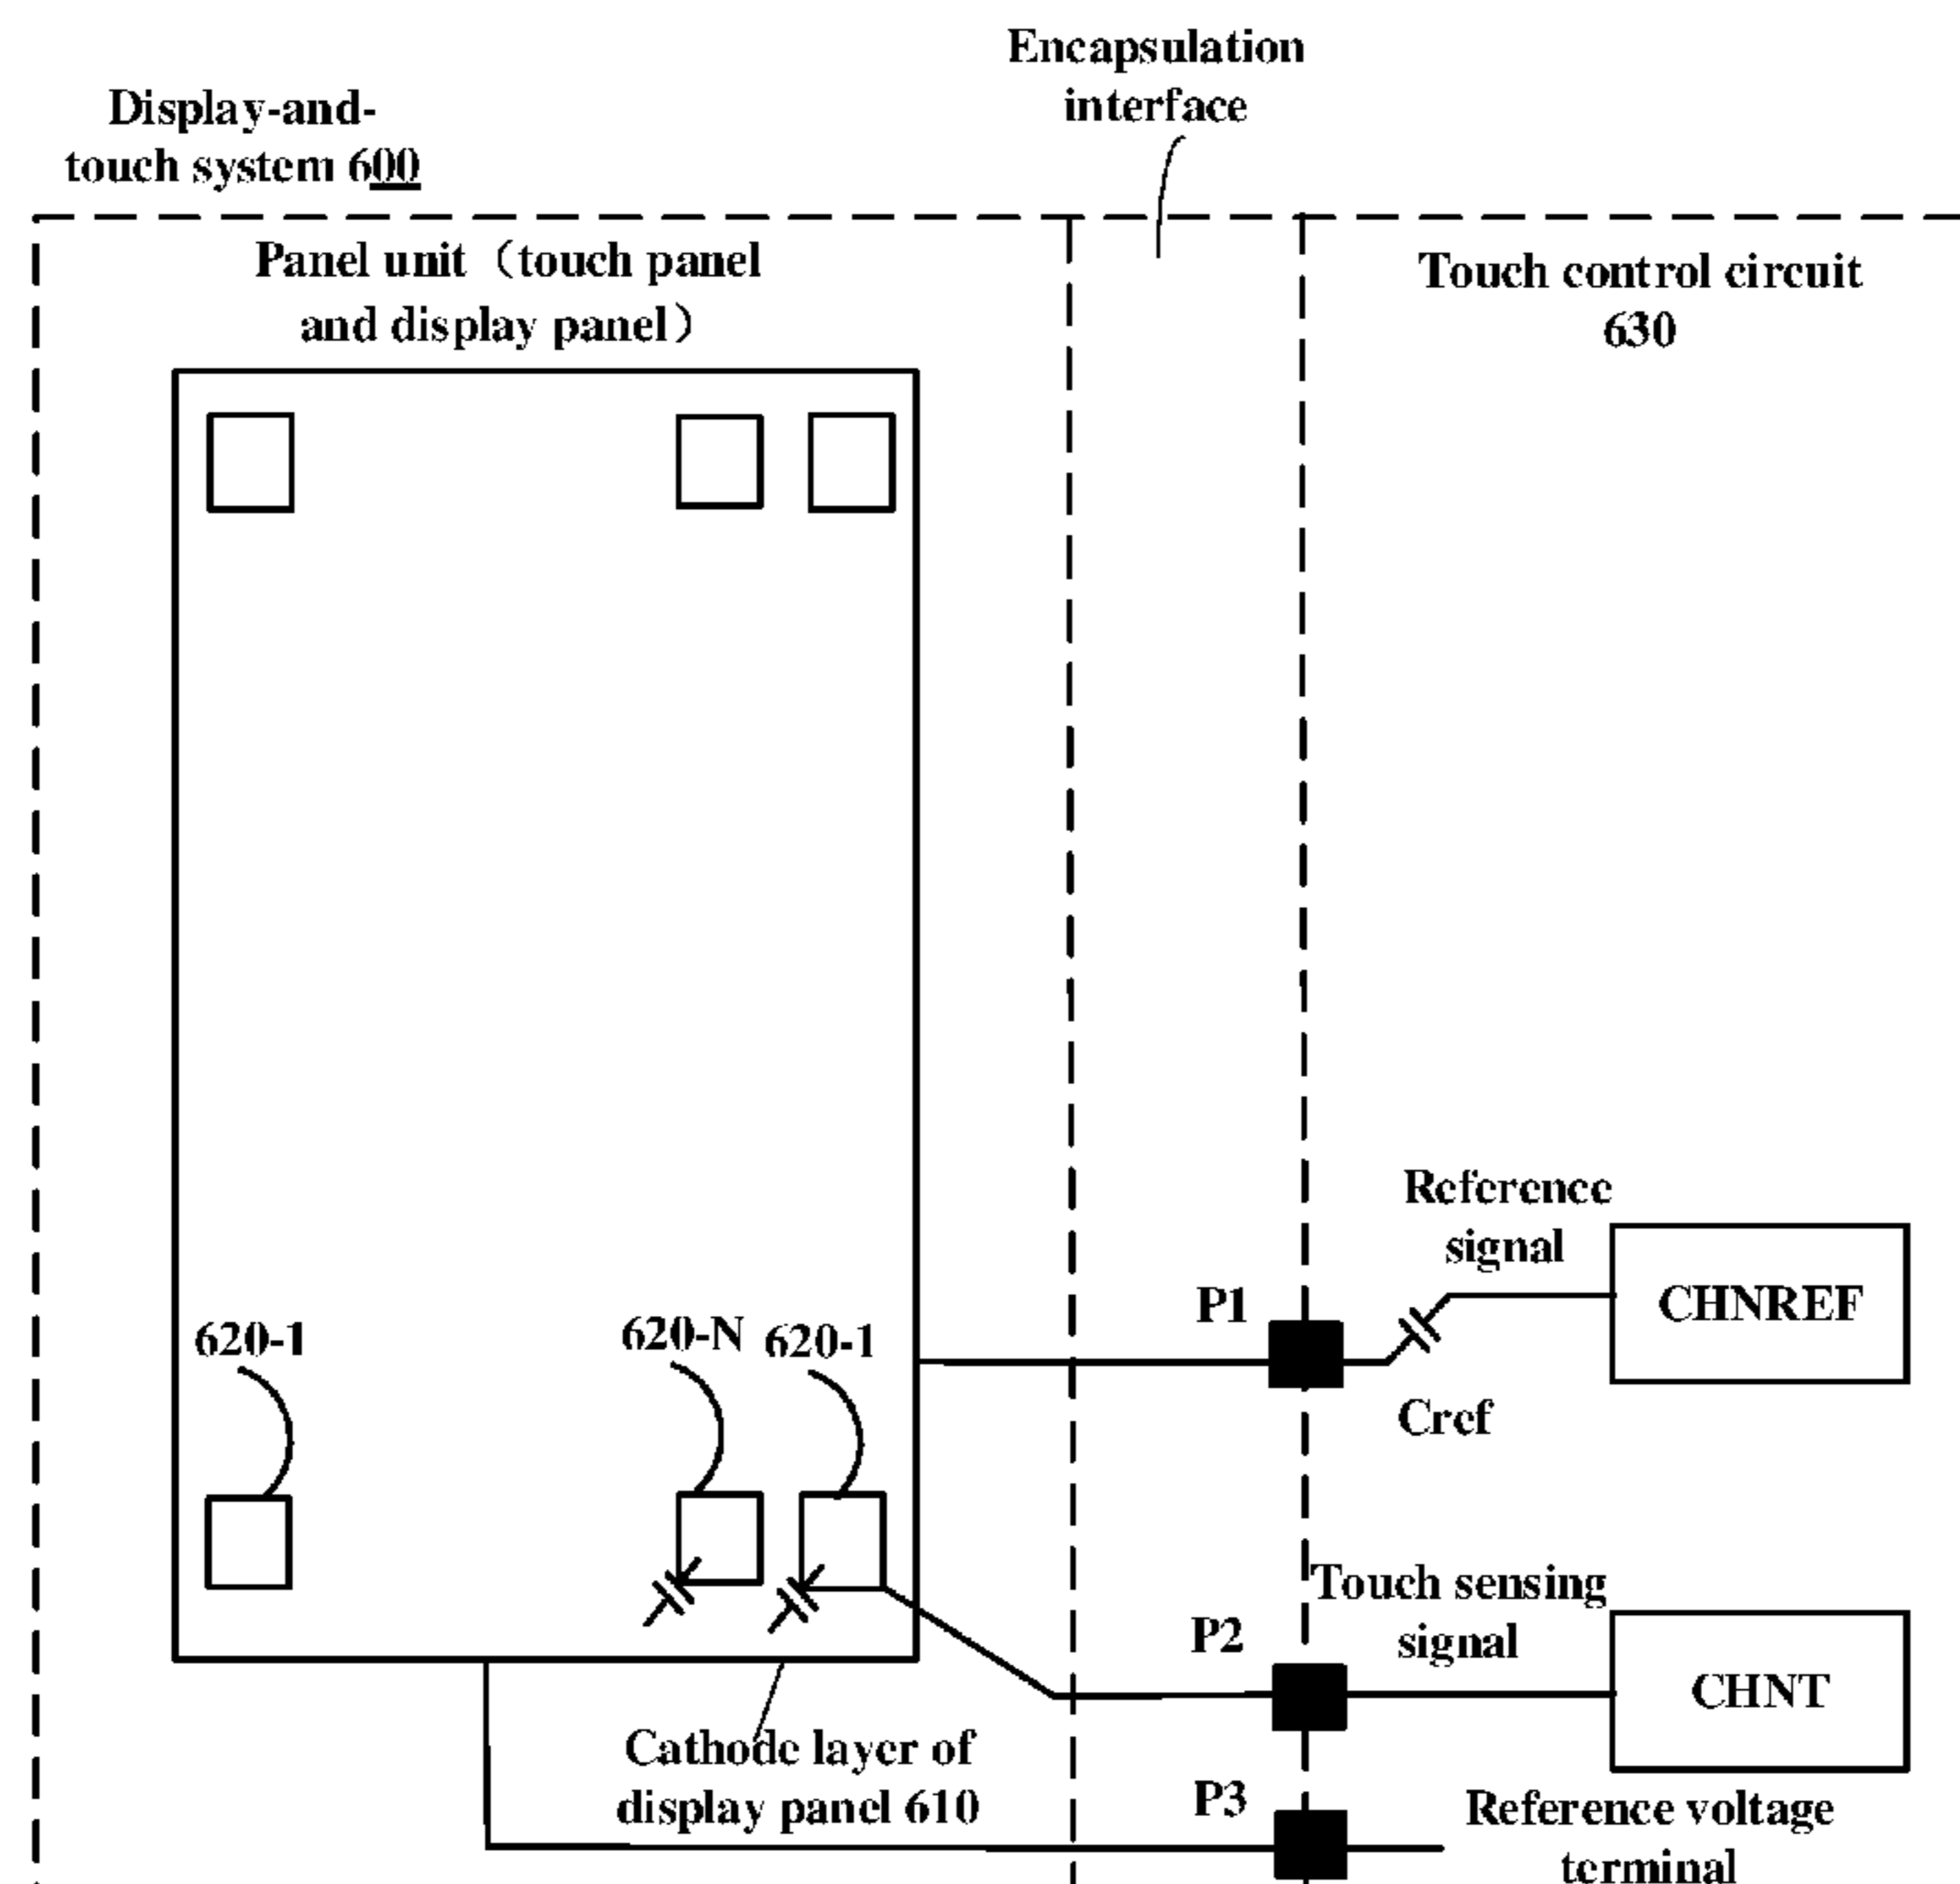 Encapsulation
interface
Display-and-
touch system 600
Panel unit（touch panel
and display panel）
Touch control circuit
630
Reference
signal
P1
CHNREF
620-1
620-N
620-1
Cref
Touch sensing
signal
P2
CHNT
Cathode layer of
display panel 610
P3
Reference voltage
terminal